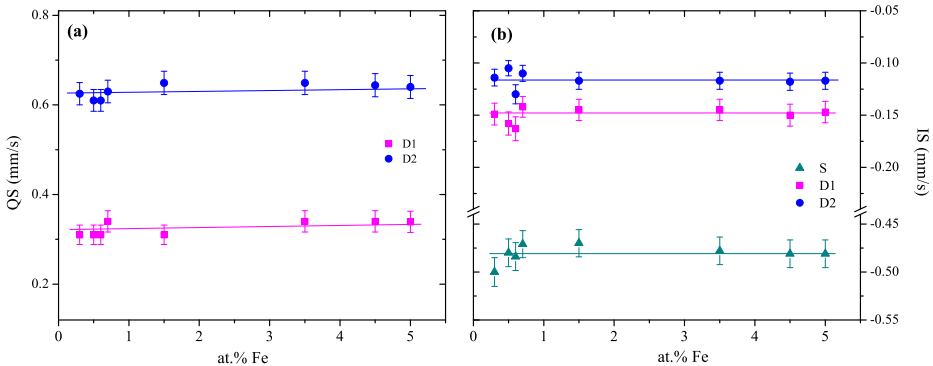 (a)
0.8
0.6
0.4
0.2
QS (mm/s)
D1
D2
0
1
2
3
4
5
at.% Fe
(b)
-0.05
-0.10
-0.15
-0.20
-0.45
-0.50
-0.55
IS (mm/s)
S
D1
D2
0
1
2
3
4
5
at.% Fe